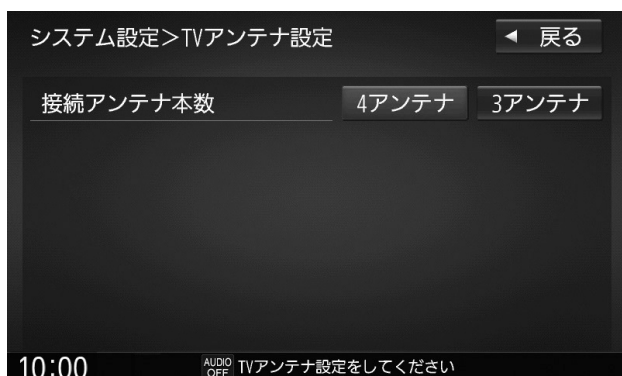 システム設定＞TVアンテナ設定
◀ 戻る
接続アンテナ本数
4アンテナ
3アンテナ
10:00
AUDIO OFF TVアンテナ設定をしてください